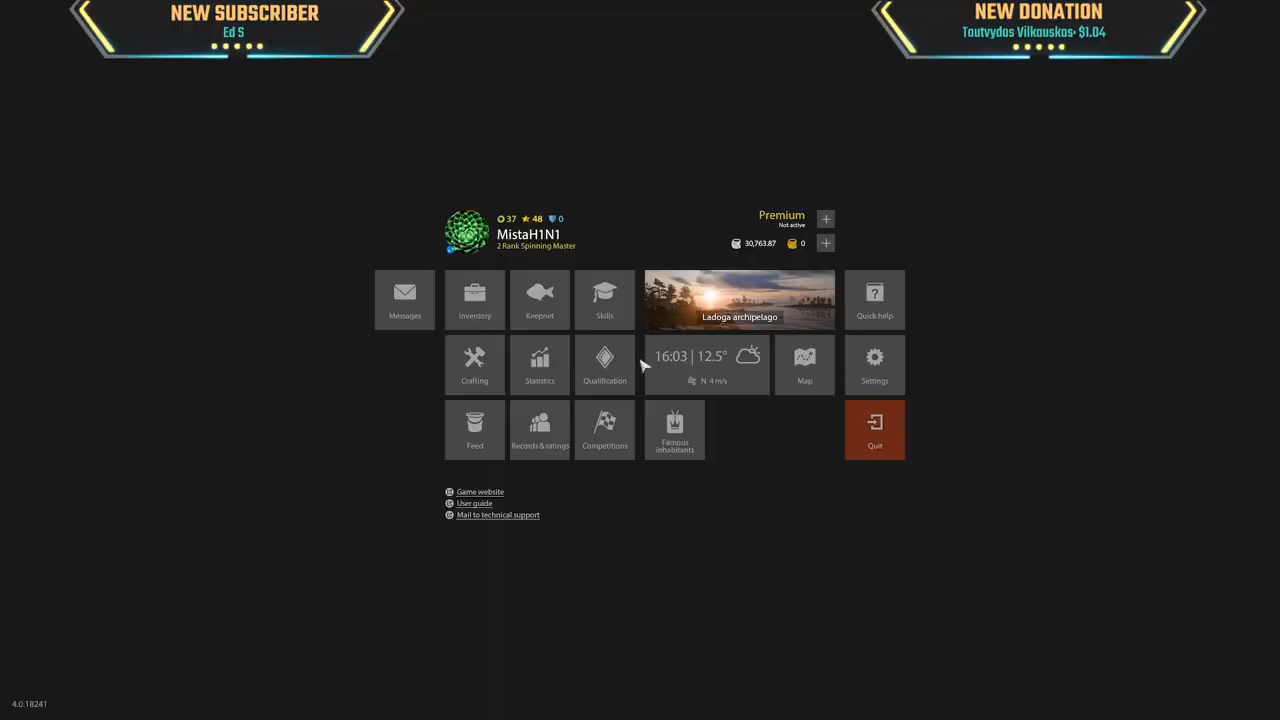 NEW SUBSCRIBER
Ed S
NEW DONATION
Tautvydas Vilkauskas• $1.04
37 48 0
MistaH1N1
2 Rank Spinning Master
Premium
Not active
30,763.87 0
Messages
Inventory
Keepnet
Skills
Ladoga archipelago
Quick help
Crafting
Statistics
Qualification
16:03 | 12.5°
N 4 m/s
Map
Settings
Feed
Records & ratings
Competitions
Famous
inhabitants
Quit
Game website
User guide
Mail to technical support
4.0.18241